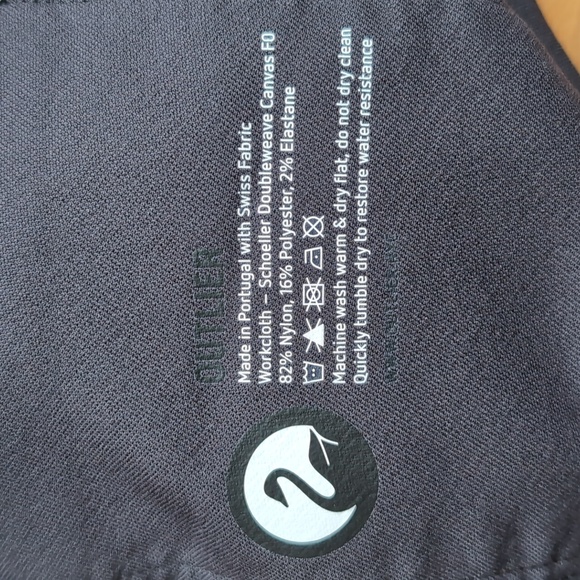 OUTLIER
Made in Portugal with Swiss Fabric
Workcloth – Schoeller Doubleweave Canvas F0
82% Nylon, 16% Polyester, 2% Elastane
Machine wash warm & dry flat, do not dry clean
Quickly tumble dry to restore water resistance